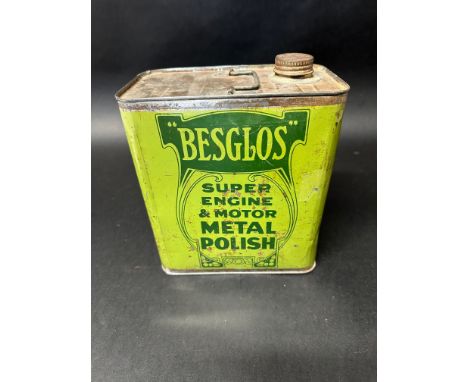 "BESGLOS"
SUPER
ENGINE
& MOTOR
METAL
POLISH